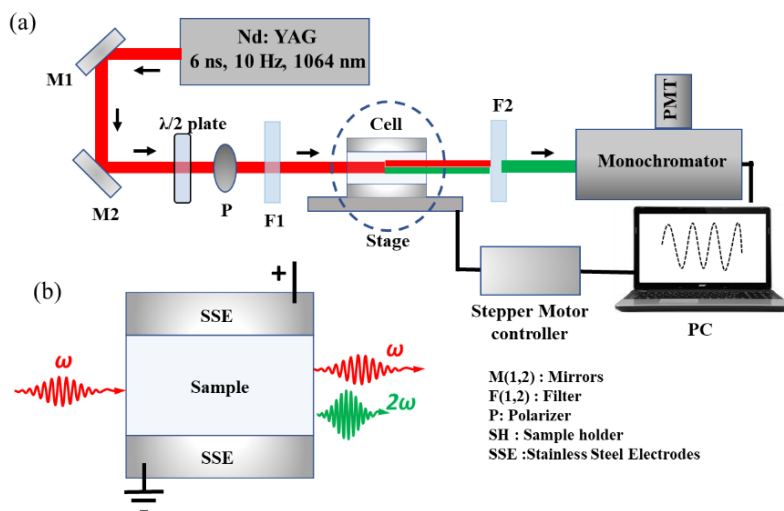 (a)
Nd: YAG
6 ns, 10 Hz, 1064 nm
M1
λ/2 plate
F2
Cell
PMT
Monochromator
M2
P
F1
Stage
Stepper Motor
controller
PC
(b)
+
SSE
ω
Sample
ω
2ω
SSE
M(1,2) : Mirrors
F(1,2) : Filter
P: Polarizer
SH : Sample holder
SSE :Stainless Steel Electrodes